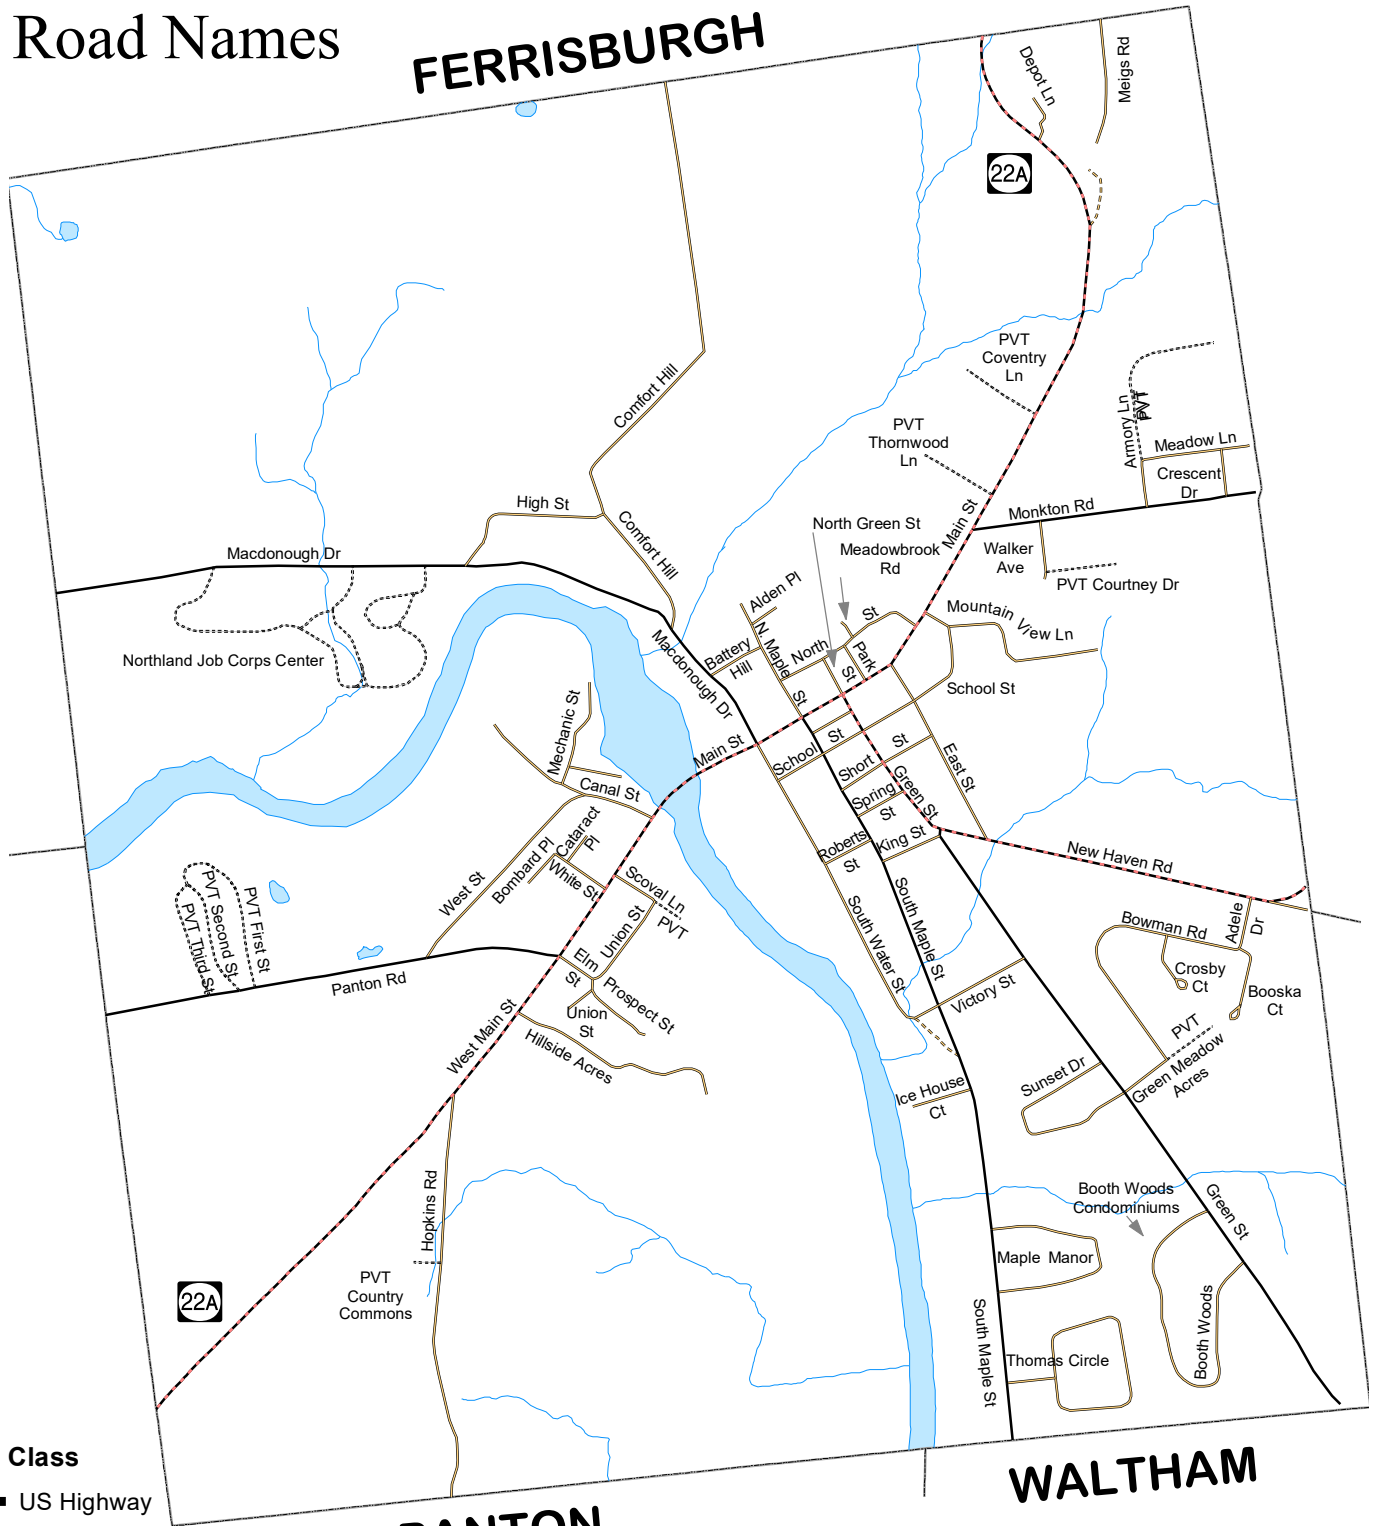 Road Names
FERRISBURGH
Depot Ln
Meigs Rd
22A
PVT
Coventry
Ln
Comfort Hill
PVT
Thornwood
Ln
Armory Ln
PVT
Meadow Ln
Crescent
Dr
High St
Comfort Hill
North Green St
Main St
Monkton Rd
Macdonough Dr
Meadowbrook
Rd
Walker
Ave
PVT Courtney Dr
Alden Pl
Mountain View Ln
Northland Job Corps Center
Macdonough Dr
Battery
Hill
N. Maple St
North St
Park St
School St
Mechanic St
Main St
School St
Short St
East St
Green St
Canal St
Spring
St
Cataract
Pl
Bombard Pl
White St
Roberts
St
King St
New Haven Rd
West St
Scoval Ln
PVT
Union St
South Water St
South Maple St
Adele
Dr
Bowman Rd
PVT First St
PVT Second St
PVT Third St
Panton Rd
Elm
St
Prospect St
Union
St
Victory St
Crosby
Ct
Booska
Ct
West Main St
Hillside Acres
PVT
Green Meadow
Acres
Sunset Dr
Ice House
Ct
Hopkins Rd
Booth Woods
Condominiums
Green St
Maple Manor
22A
PVT
Country
Commons
South Maple St
Booth Woods
Thomas Circle
Class
US Highway
WALTHAM
PANTON